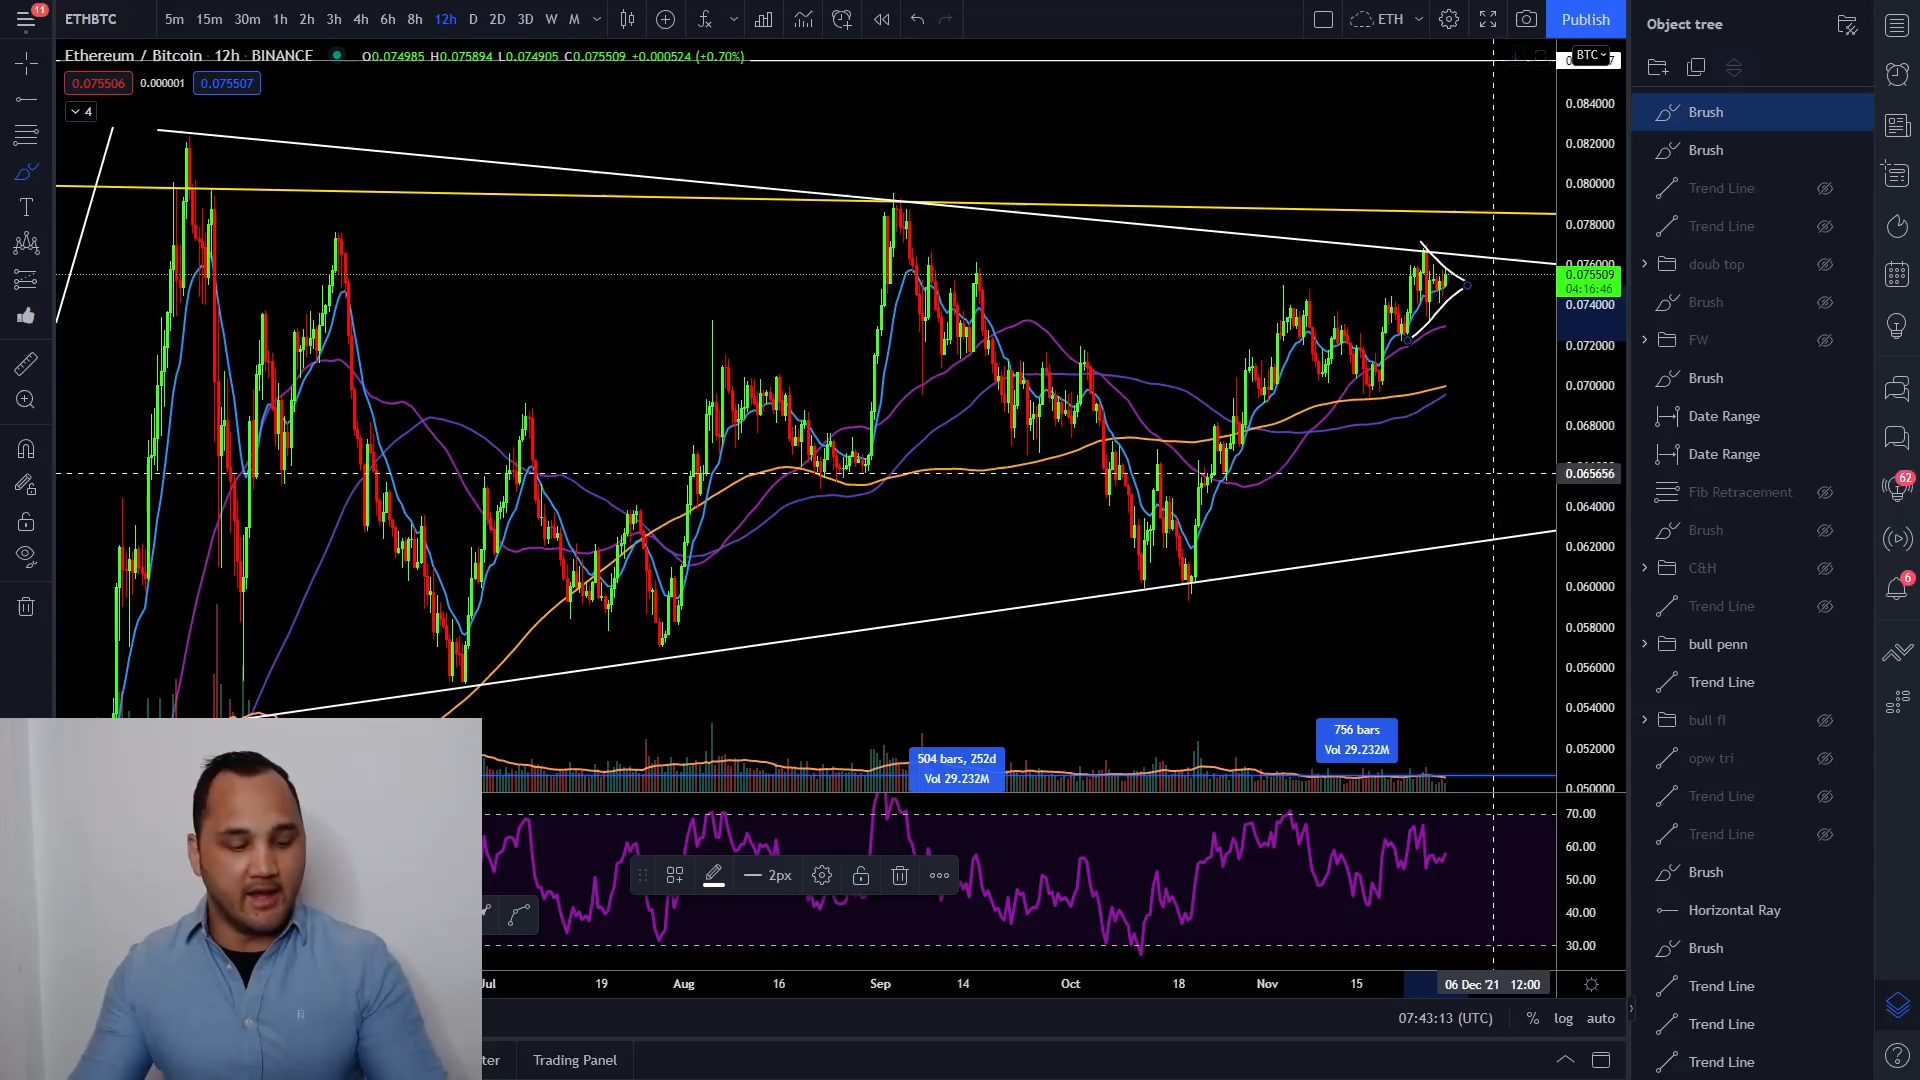 11
ETHBTC
5m 15m 30m 1h 2h 3h 4h 6h 8h 12h D 2D 3D W M
ETH
Publish
Object tree
Ethereum / Bitcoin · 12h · BINANCE
O0.074985 H0.075894 L0.074905 C0.075509 +0.000524 (+0.70%)
BTC
0.075506
0.000001
0.075507
4
0.084000
0.082000
0.080000
0.078000
0.076000
0.075509
04:16:46
0.074000
0.072000
0.070000
0.068000
0.065656
0.064000
0.062000
0.060000
0.058000
0.056000
0.054000
0.052000
0.050000
756 bars
Vol 29.232M
504 bars, 252d
Vol 29.232M
70.00
60.00
50.00
40.00
30.00
2px
19
Aug
16
Sep
14
Oct
18
Nov
15
06 Dec '21 12:00
07:43:13 (UTC)
%
log
auto
Trading Panel
Brush
Brush
Trend Line
Trend Line
doub top
Brush
FW
Brush
Date Range
Date Range
Fib Retracement
Brush
C&H
Trend Line
bull penn
Trend Line
bull fl
opw tri
Trend Line
Trend Line
Brush
Horizontal Ray
Brush
Trend Line
Trend Line
Trend Line
62
6